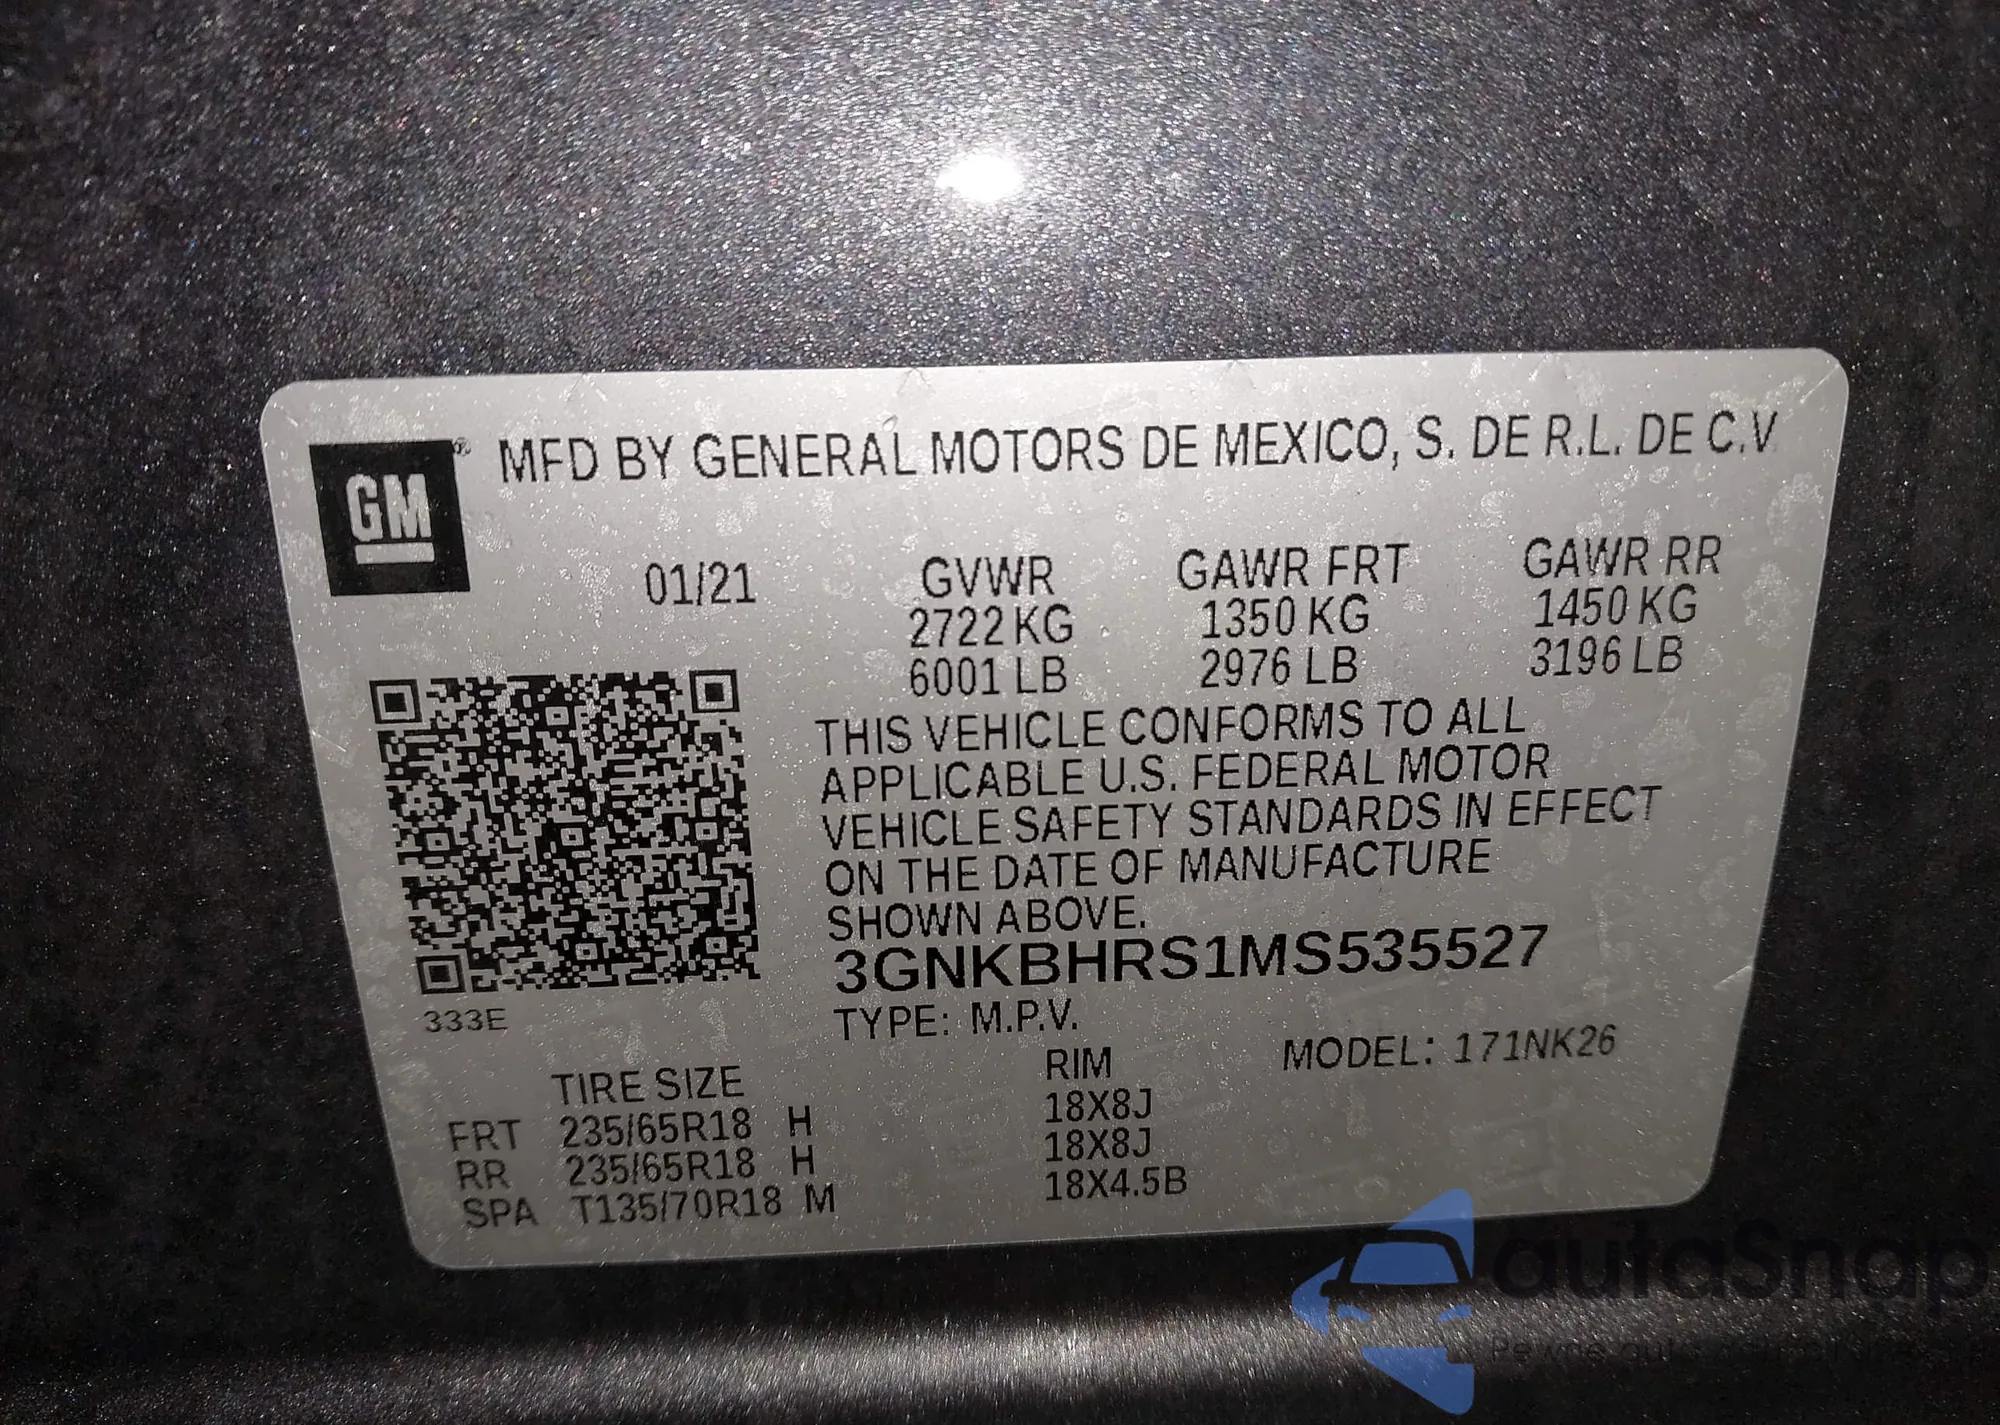 GM ® MFD BY GENERAL MOTORS DE MEXICO, S. DE R.L. DE C.V
01/21 GVWR GAWR FRT GAWR RR
2722 KG 1350 KG 1450 KG
6001 LB 2976 LB 3196 LB
THIS VEHICLE CONFORMS TO ALL
APPLICABLE U.S. FEDERAL MOTOR
VEHICLE SAFETY STANDARDS IN EFFECT
ON THE DATE OF MANUFACTURE
SHOWN ABOVE.
3GNKBHRS1MS535527
333E
TYPE: M.P.V.
MODEL: 171NK26
TIRE SIZE RIM
FRT 235/65R18 H 18X8J
RR 235/65R18 H 18X8J
SPA T135/70R18 M 18X4.5B
autaSnap
Pewne auta